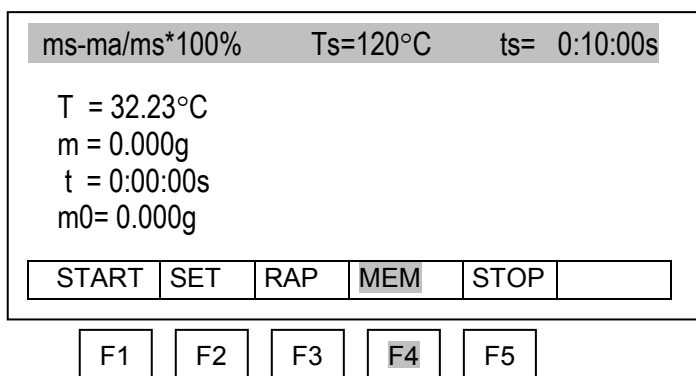 ms-ma/ms*100% Ts=120°C ts= 0:10:00s
T = 32.23°C
m = 0.000g
t = 0:00:00s
m0= 0.000g
START SET RAP MEM STOP
F1 F2 F3 F4 F5